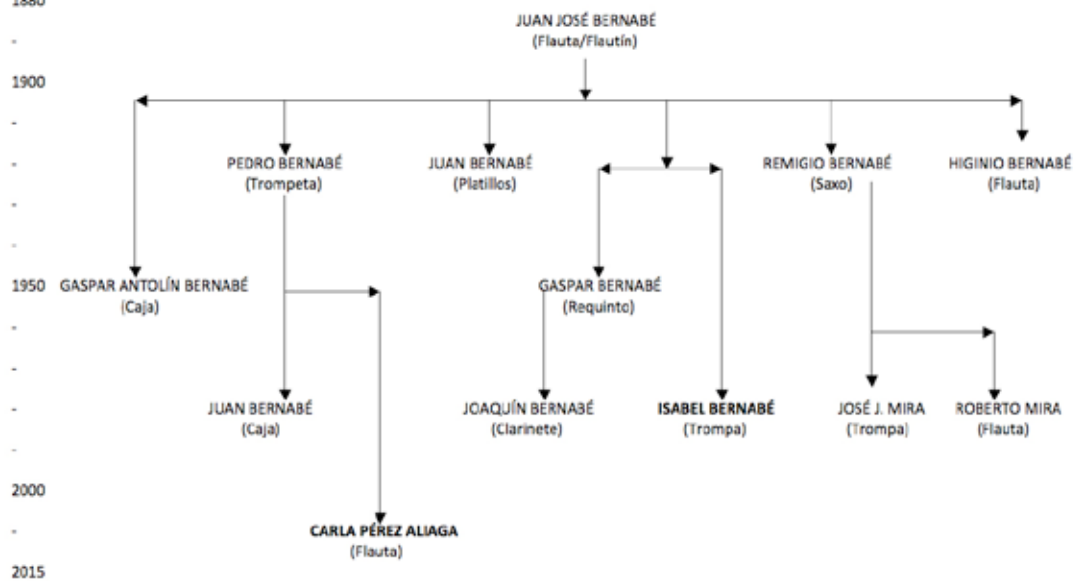 1880
JUAN JOSÉ BERNABÉ
(Flauta/Flautín)
-
1900
-
-
PEDRO BERNABÉ
(Trompeta)
JUAN BERNABÉ
(Platillos)
REMIGIO BERNABÉ
(Saxo)
HIGINIO BERNABÉ
(Flauta)
-
-
1950
GASPAR ANTOLÍN BERNABÉ
(Caja)
GASPAR BERNABÉ
(Requinto)
-
-
-
JUAN BERNABÉ
(Caja)
JOAQUÍN BERNABÉ
(Clarinete)
ISABEL BERNABÉ
(Trompa)
JOSÉ J. MIRA
(Trompa)
ROBERTO MIRA
(Flauta)
-
2000
-
CARLA PÉREZ ALIAGA
(Flauta)
2015